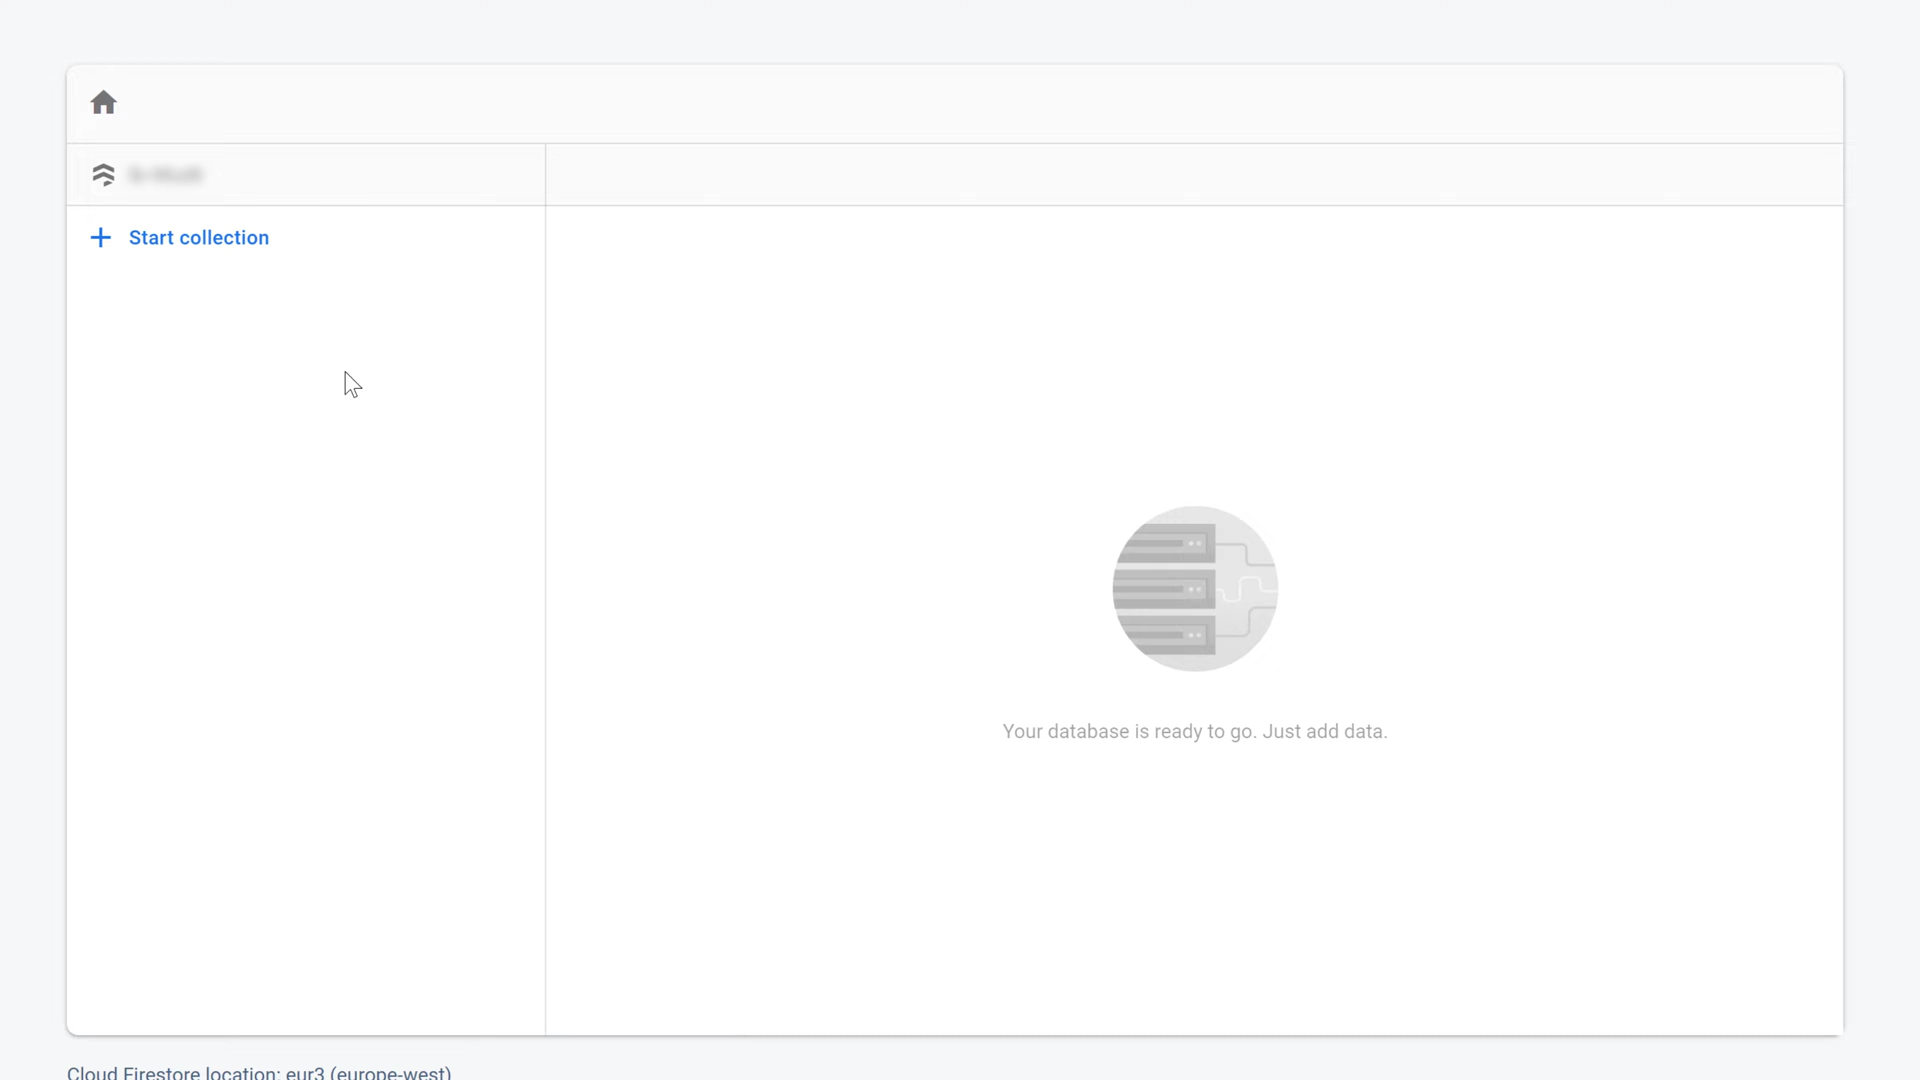 Start collection
Your database is ready to go. Just add data.
Cloud Firestore location: eur3 (europe-west)